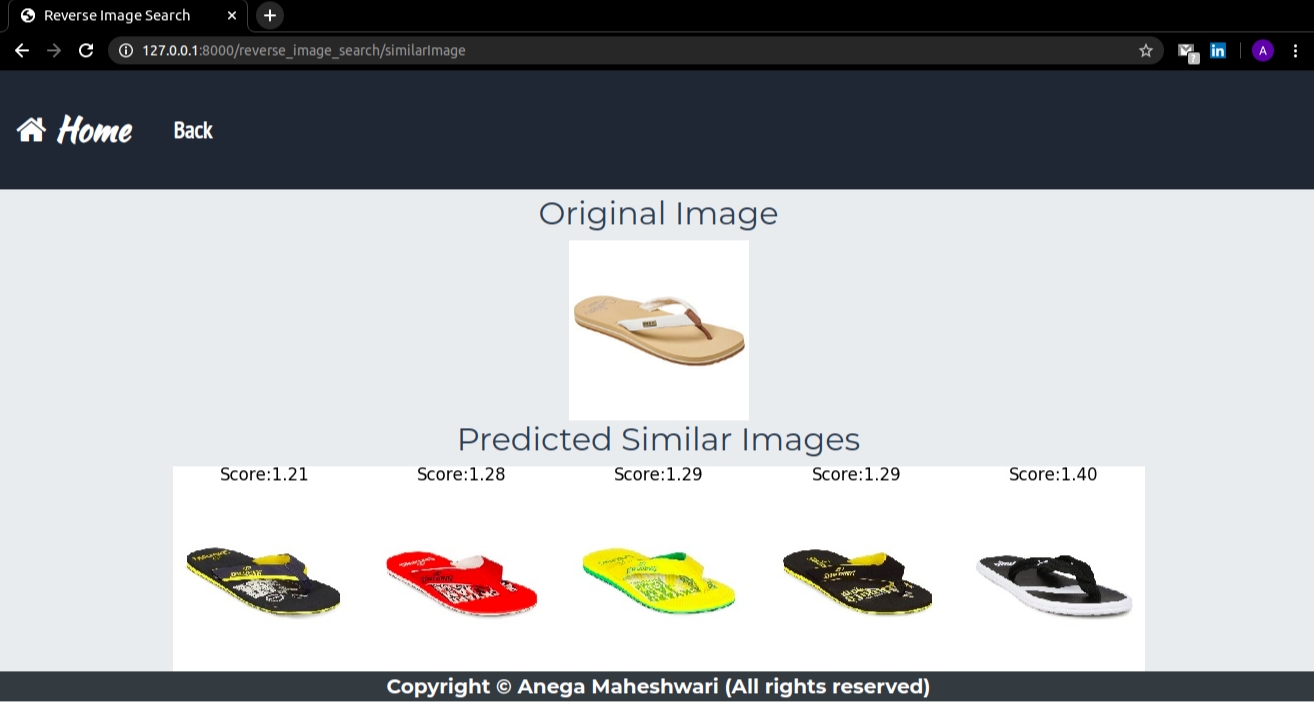 Reverse Image Search
127.0.0.1:8000/reverse_image_search/similarImage
?
in
A
Home
Back
Original Image
Predicted Similar Images
Score:1.21
Score:1.28
Score:1.29
Score:1.29
Score:1.40
Copyright © Anega Maheshwari (All rights reserved)